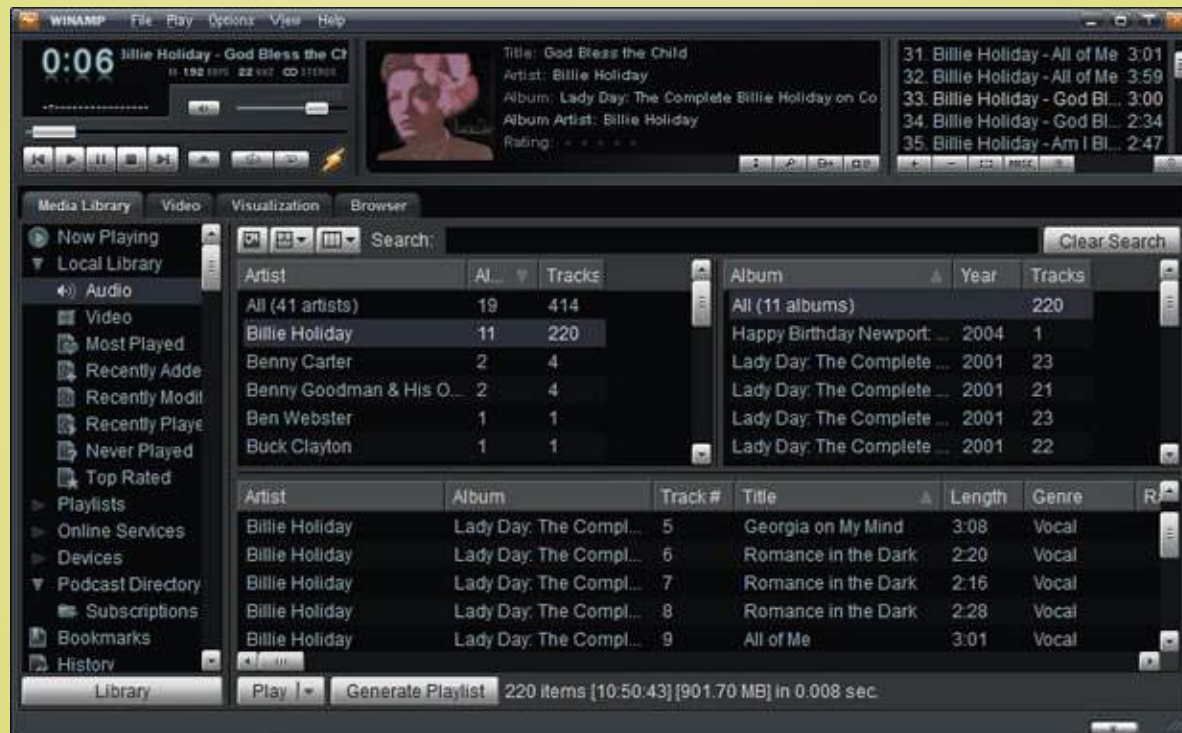 WINAMP File Play Options View Help
0:06 illie Holiday - God Bless the Ch
192 KBPS 22 KHZ STEREO
Title: God Bless the Child
Artist: Billie Holiday
Album: Lady Day: The Complete Billie Holiday on Co
Album Artist: Billie Holiday
Rating:
31. Billie Holiday - All of Me 3:01
32. Billie Holiday - All of Me 3:59
33. Billie Holiday - God Bl... 3:00
34. Billie Holiday - God Bl... 2:34
35. Billie Holiday - Am I Bl... 2:47
MISC
Media Library Video Visualization Browser
Now Playing
Local Library
Audio
Video
Most Played
Recently Adde
Recently Modif
Recently Playe
Never Played
Top Rated
Playlists
Online Services
Devices
Podcast Directory
Subscriptions
Bookmarks
History
Library
Search: Clear Search
Artist Al... Tracks
All (41 artists) 19 414
Billie Holiday 11 220
Benny Carter 2 4
Benny Goodman & His O... 2 4
Ben Webster 1 1
Buck Clayton 1 1
Album Year Tracks
All (11 albums) 220
Happy Birthday Newport: ... 2004 1
Lady Day: The Complete ... 2001 23
Lady Day: The Complete ... 2001 21
Lady Day: The Complete ... 2001 23
Lady Day: The Complete ... 2001 22
Artist Album Track # Title Length Genre
Billie Holiday Lady Day: The Compl... 5 Georgia on My Mind 3:08 Vocal
Billie Holiday Lady Day: The Compl... 6 Romance in the Dark 2:20 Vocal
Billie Holiday Lady Day: The Compl... 7 Romance in the Dark 2:16 Vocal
Billie Holiday Lady Day: The Compl... 8 Romance in the Dark 2:28 Vocal
Billie Holiday Lady Day: The Compl... 9 All of Me 3:01 Vocal
Play Generate Playlist 220 items [10:50:43] [901.70 MB] in 0.008 sec.